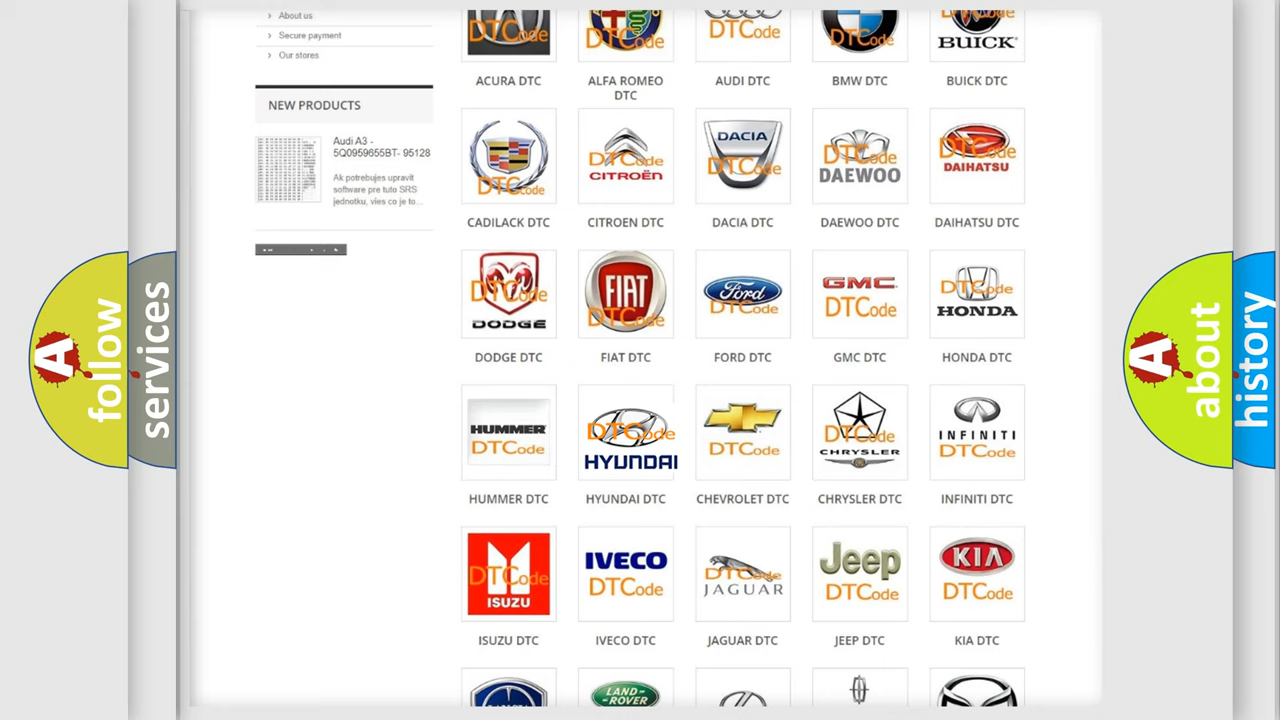 About us
Secure payment
Our stores
NEW PRODUCTS
Audi A3 -
5Q0959655BT- 95128
Ak potrebujes upravit
software pre tuto SRS
jednotku, vies co je to...
DTCode DTCode DTCode DTCode BUICK
ACURA DTC
ALFA ROMEO
DTC
AUDI DTC
BMW DTC
BUICK DTC
DTCode
DTCode
CITROËN
DACIA
DTCode
DTCode
DAEWOO
DTCode
DAIHATSU
CADILACK DTC
CITROEN DTC
DACIA DTC
DAEWOO DTC
DAIHATSU DTC
DTCode
DODGE
FIAT
DTCode
Ford
DTCode
GMC
DTCode
DTCode
HONDA
DODGE DTC
FIAT DTC
FORD DTC
GMC DTC
HONDA DTC
HUMMER
DTCode
DTCode
HYUNDAI
DTCode
DTCode
CHRYSLER
INFINITI
DTCode
HUMMER DTC
HYUNDAI DTC
CHEVROLET DTC
CHRYSLER DTC
INFINITI DTC
DTCode
ISUZU
IVECO
DTCode
DTCode
JAGUAR
Jeep
DTCode
KIA
DTCode
ISUZU DTC
IVECO DTC
JAGUAR DTC
JEEP DTC
KIA DTC
LAND-
ROVER
A
follow
services
A
about
history